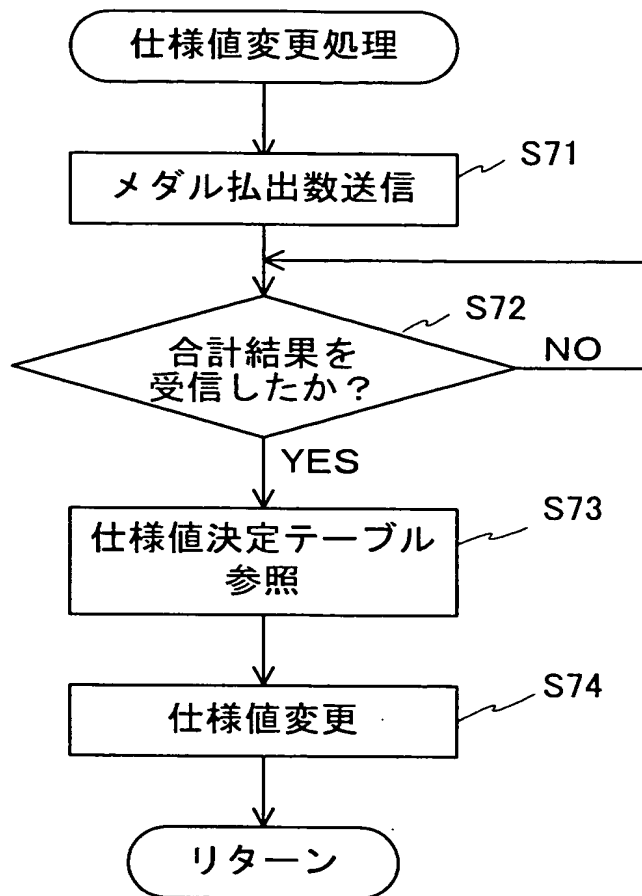 仕様値変更処理
S71
メダル払出数送信
S72
合計結果を
受信したか？
NO
YES
S73
仕様値決定テーブル
参照
S74
仕様値変更
リターン